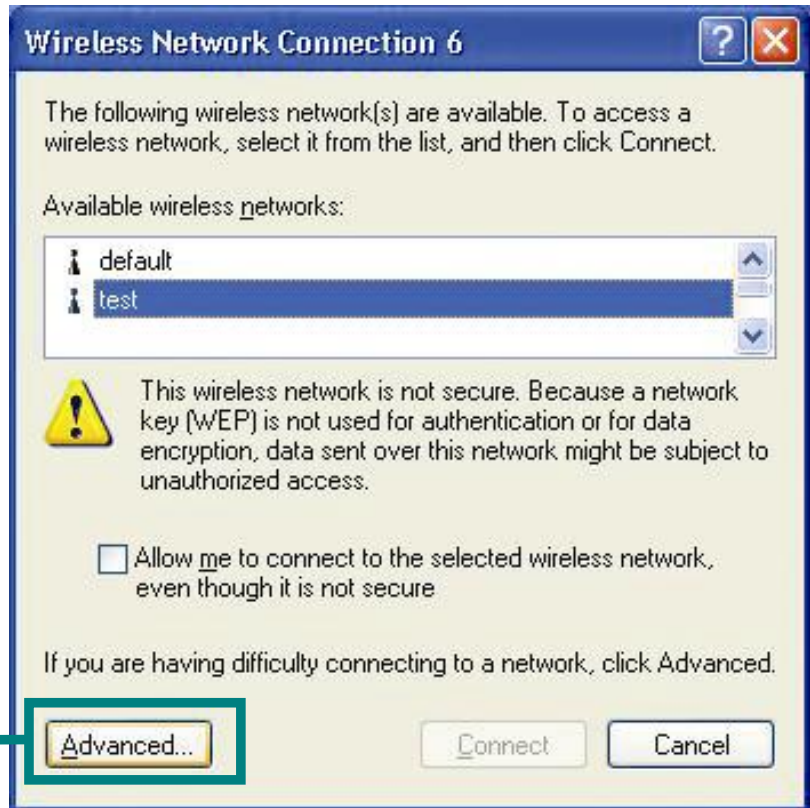 Wireless Network Connection 6
The following wireless network(s) are available. To access a
wireless network, select it from the list, and then click Connect.
Available wireless networks:
default
test
This wireless network is not secure. Because a network
key (WEP) is not used for authentication or for data
encryption, data sent over this network might be subject to
unauthorized access.
Allow me to connect to the selected wireless network,
even though it is not secure
If you are having difficulty connecting to a network, click Advanced.
Advanced... Connect Cancel